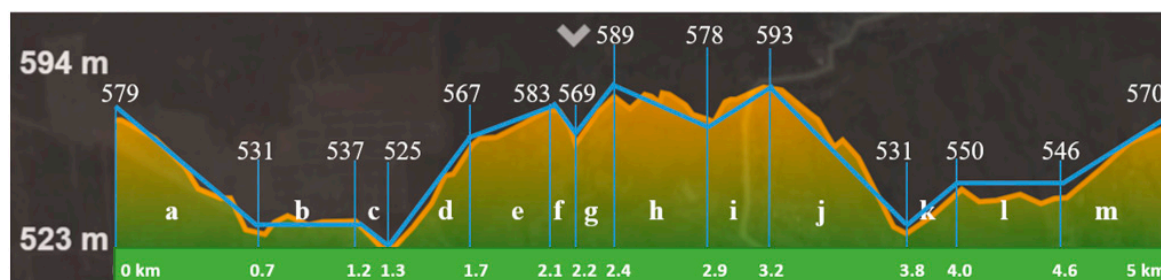 589 578 593
594 m
579 567 583 569 570
531 537 525 531 550 546
a b c d e f g h i j k l m
523 m
0 km 0.7 1.2 1.3 1.7 2.1 2.2 2.4 2.9 3.2 3.8 4.0 4.6 5 km